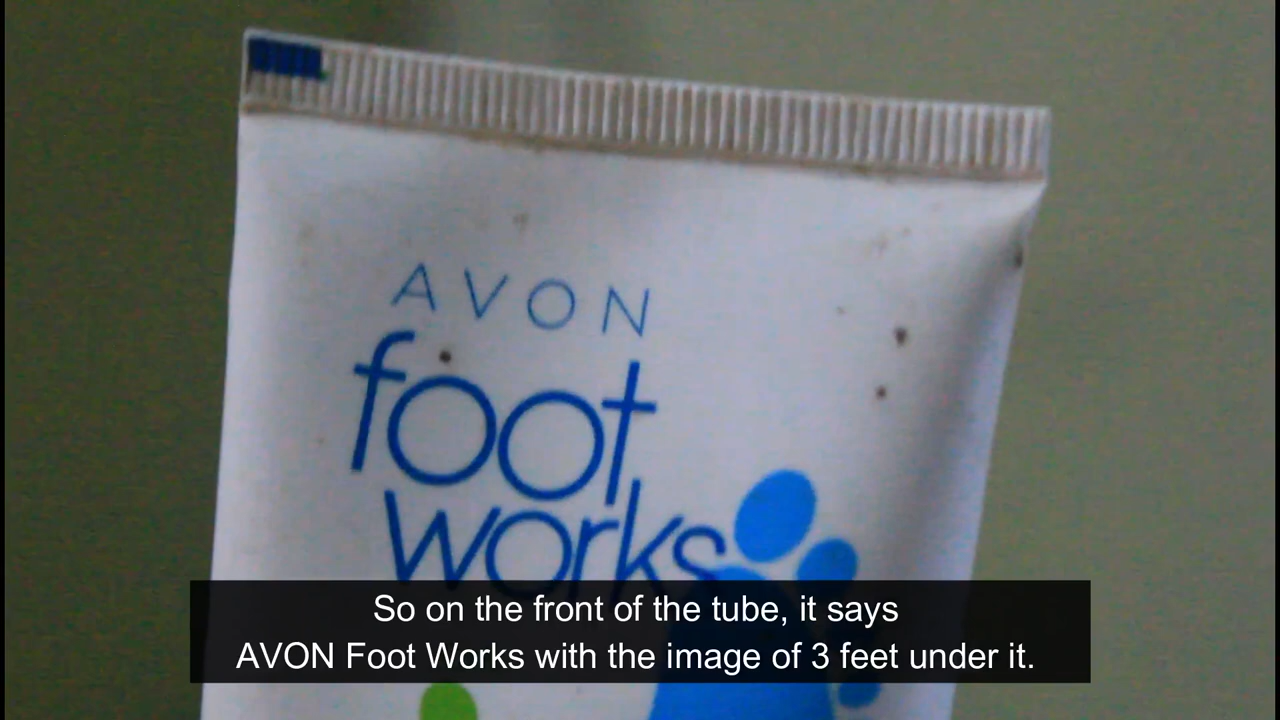 AVON
foot
works
So on the front of the tube, it says
AVON Foot Works with the image of 3 feet under it.